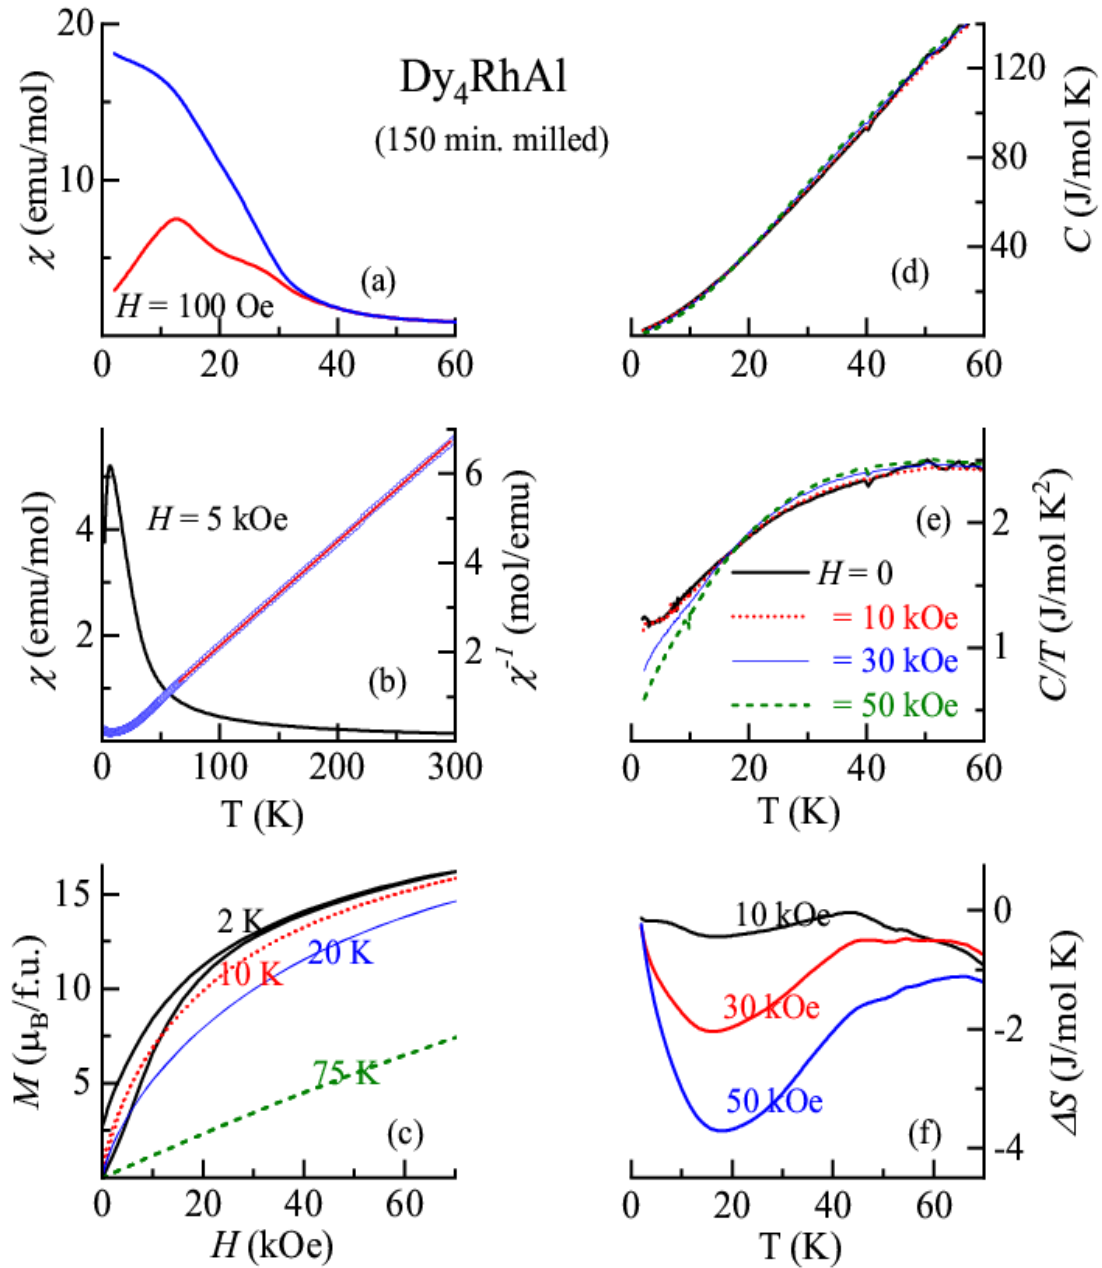 Dy₄RhAl
(150 min. milled)
20
10
χ (emu/mol)
H = 100 Oe
(a)
0 20 40 60
120
80
40
C (J/mol K)
(d)
0 20 40 60
4
2
χ (emu/mol)
H = 5 kOe
6
4
2
χ⁻¹ (mol/emu)
(b)
0 100 200 300
T (K)
2
1
C/T (J/mol K²)
(e)
H = 0
= 10 kOe
= 30 kOe
= 50 kOe
0 20 40 60
T (K)
15
10
5
M (μB/f.u.)
2 K
10 K
20 K
75 K
(c)
0 20 40 60
H (kOe)
0
-2
-4
ΔS (J/mol K)
10 kOe
30 kOe
50 kOe
(f)
0 20 40 60
T (K)